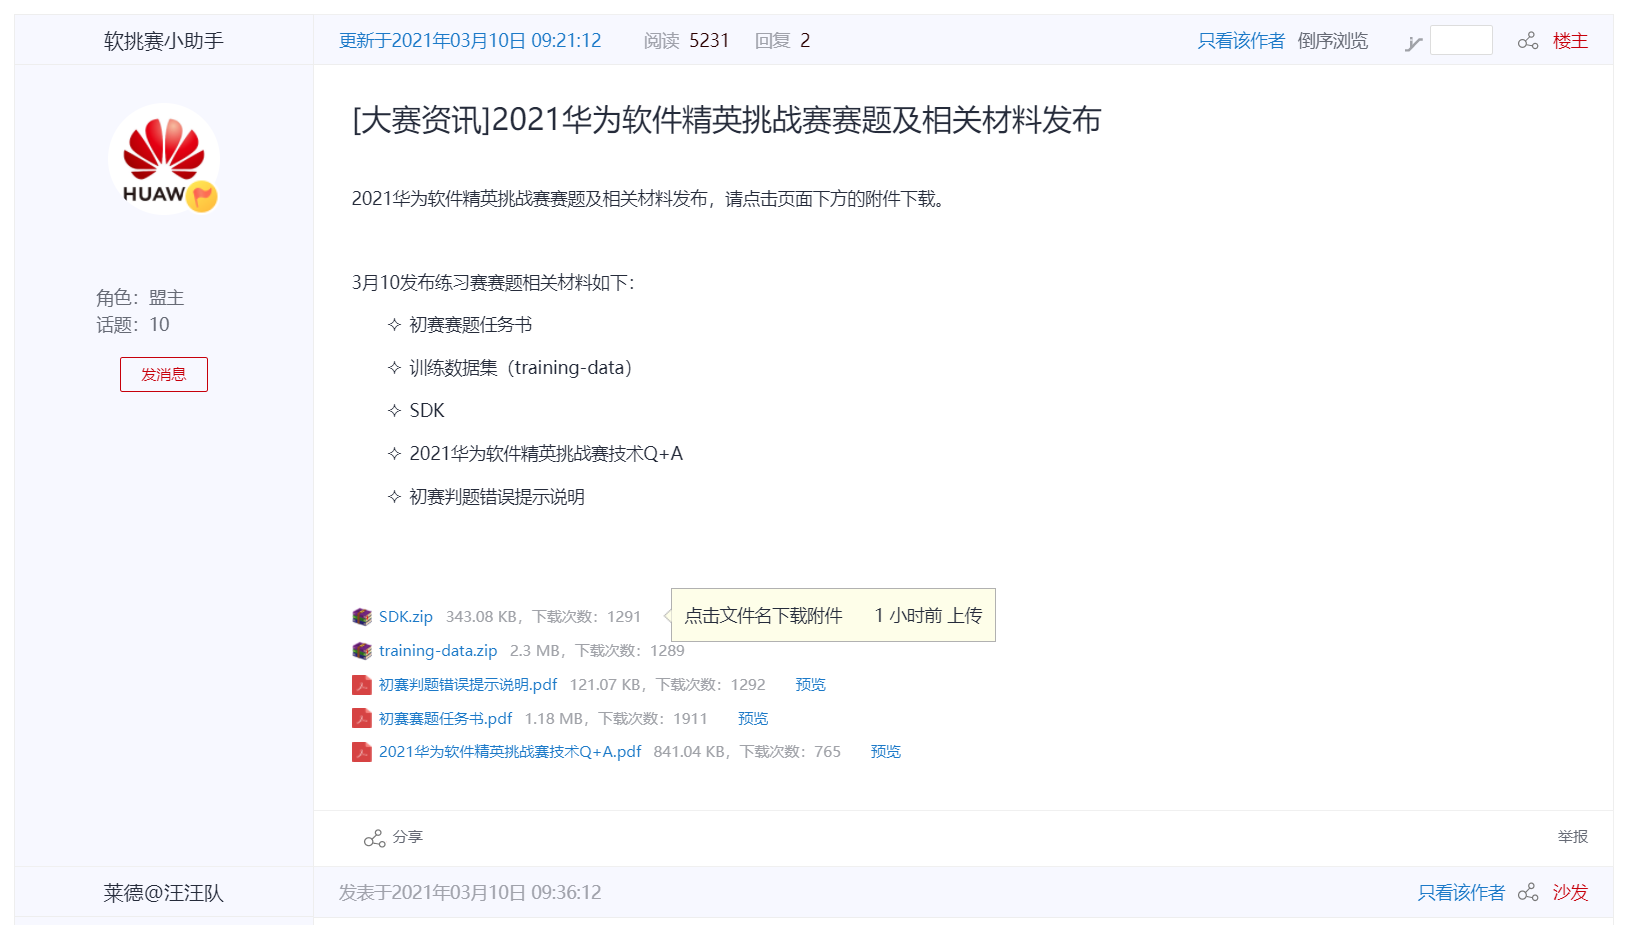 软挑赛小助手
更新于2021年03月10日 09:21:12 阅读 5231 回复 2 只看该作者 倒序浏览 楼主
HUAW
[大赛资讯]2021华为软件精英挑战赛赛题及相关材料发布
2021华为软件精英挑战赛赛题及相关材料发布，请点击页面下方的附件下载。
角色：盟主
话题：10
发消息
3月10发布练习赛赛题相关材料如下：
✧ 初赛赛题任务书
✧ 训练数据集（training-data）
✧ SDK
✧ 2021华为软件精英挑战赛技术Q+A
✧ 初赛判题错误提示说明
SDK.zip 343.08 KB，下载次数：1291
点击文件名下载附件 1 小时前 上传
training-data.zip 2.3 MB，下载次数：1289
初赛判题错误提示说明.pdf 121.07 KB，下载次数：1292 预览
初赛赛题任务书.pdf 1.18 MB，下载次数：1911 预览
2021华为软件精英挑战赛技术Q+A.pdf 841.04 KB，下载次数：765 预览
分享 举报
莱德@汪汪队
发表于2021年03月10日 09:36:12 只看该作者 沙发